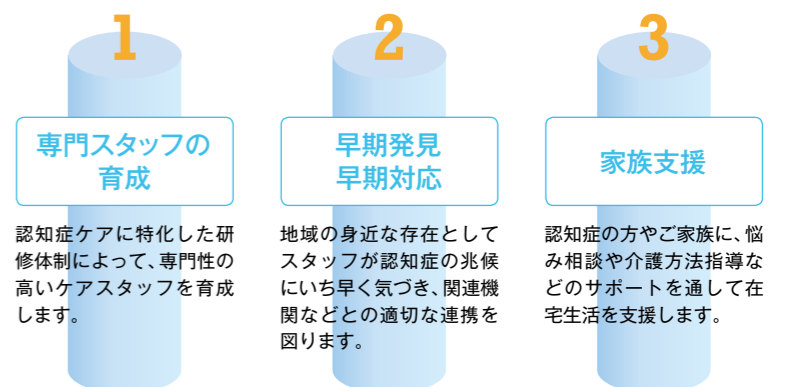 1
専門スタッフの
育成
認知症ケアに特化した研
修体制によって、専門性の
高いケアスタッフを育成
します。
2
早期発見
早期対応
地域の身近な存在として
スタッフが認知症の兆候
にいち早く気づき、関連機
関などとの適切な連携を
図ります。
3
家族支援
認知症の方やご家族に、悩
み相談や介護方法指導な
どのサポートを通して在
宅生活を支援します。